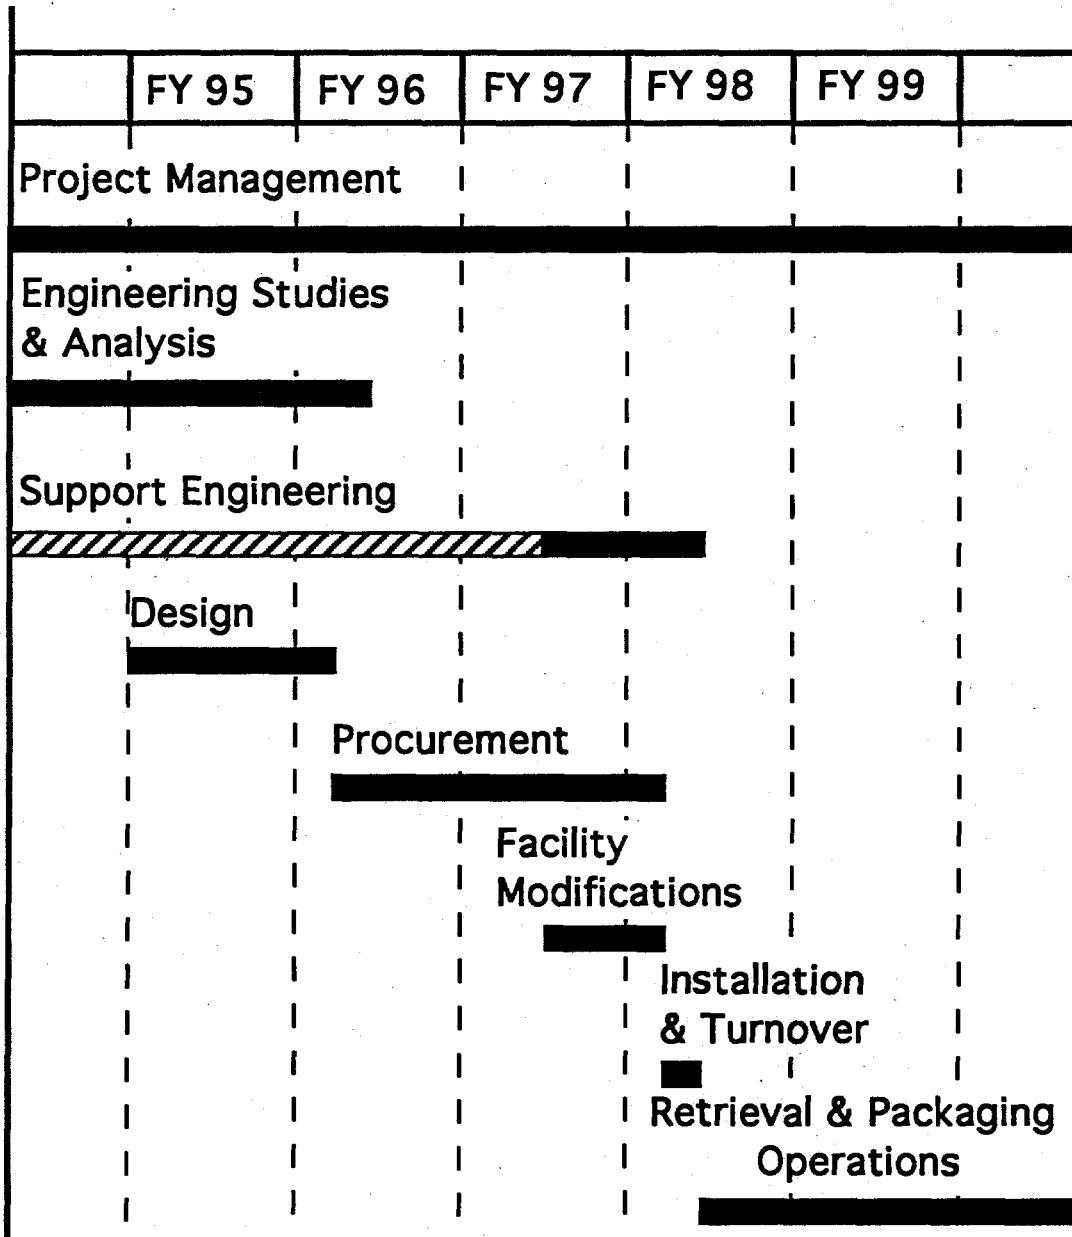 FY 95 FY 96 FY 97 FY 98 FY 99
Project Management
Engineering Studies
& Analysis
Support Engineering
Design
Procurement
Facility
Modifications
Installation
& Turnover
Retrieval & Packaging
Operations